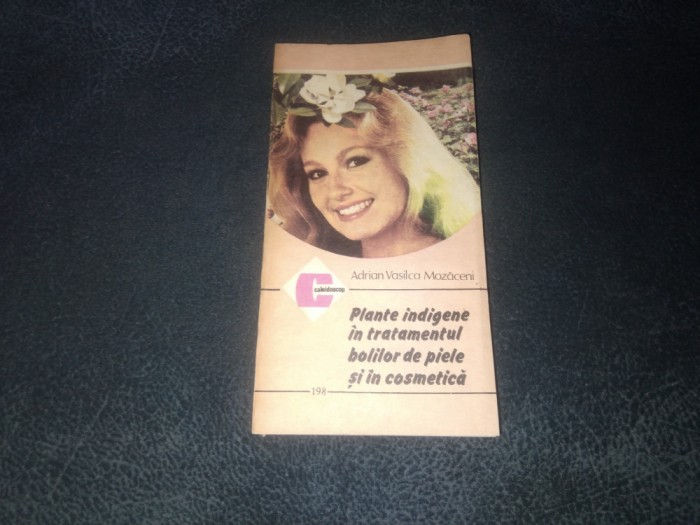 Adrian Vasilca Mozăceni
caleidoscop
Plante indigene
în tratamentul
bolilor de piele
și în cosmetică
198